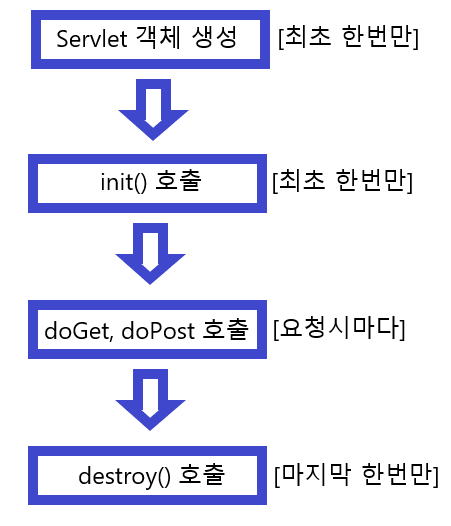 Servlet 객체 생성 [최초 한번만]
init() 호출 [최초 한번만]
doGet, doPost 호출 [요청시마다]
destroy() 호출 [마지막 한번만]